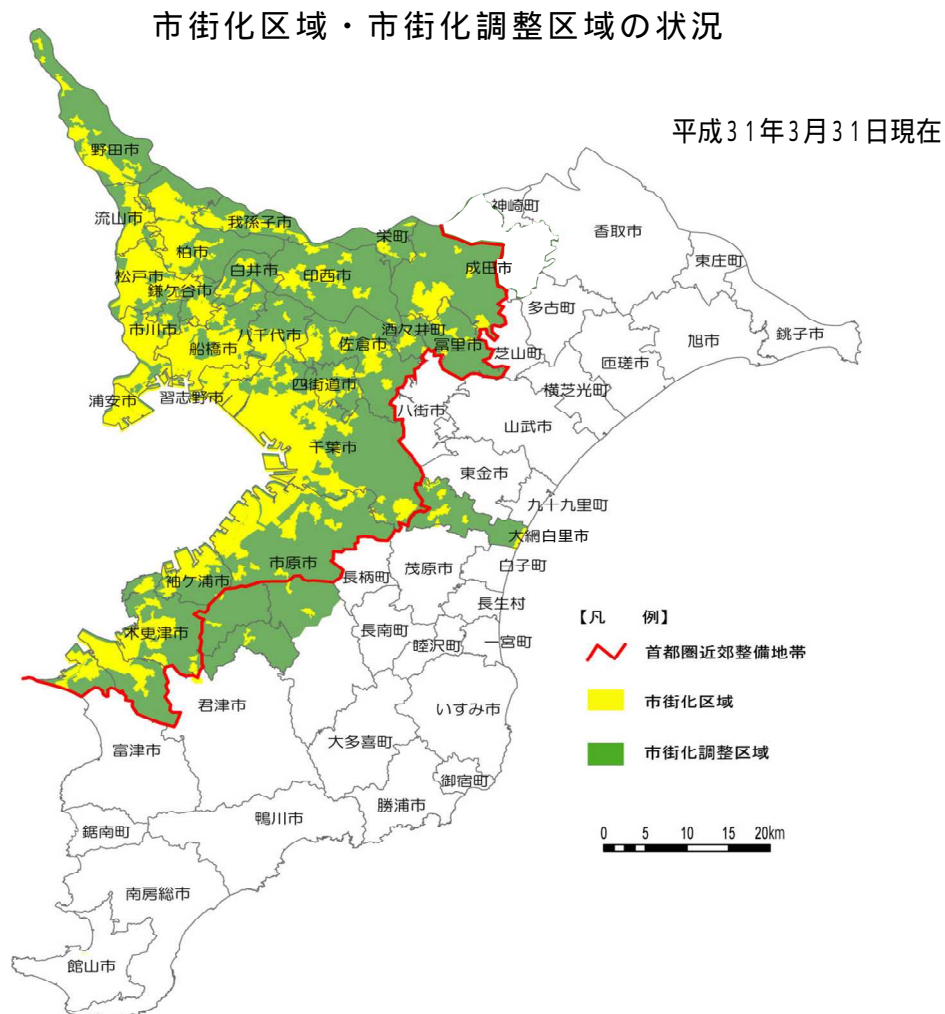 市街化区域・市街化調整区域の状況
平成31年3月31日現在
野田市
流山市
我孫子市
柏市
栄町
神崎町
香取市
成田市
東庄町
松戸市
鎌ケ谷市
白井市
印西市
多古町
市川市
船橋市
八千代市
佐倉市
酒々井町
富里市
芝山町
匝瑳市
旭市
銚子市
浦安市
習志野市
四街道市
八街市
横芝光町
山武市
千葉市
東金市
九十九里町
大網白里市
市原市
長柄町
茂原市
白子町
袖ケ浦市
長生村
木更津市
長南町
睦沢町
一宮町
君津市
いすみ市
富津市
大多喜町
御宿町
鴨川市
勝浦市
鋸南町
南房総市
館山市
【凡 例】
首都圏近郊整備地帯
市街化区域
市街化調整区域
0 5 10 15 20km